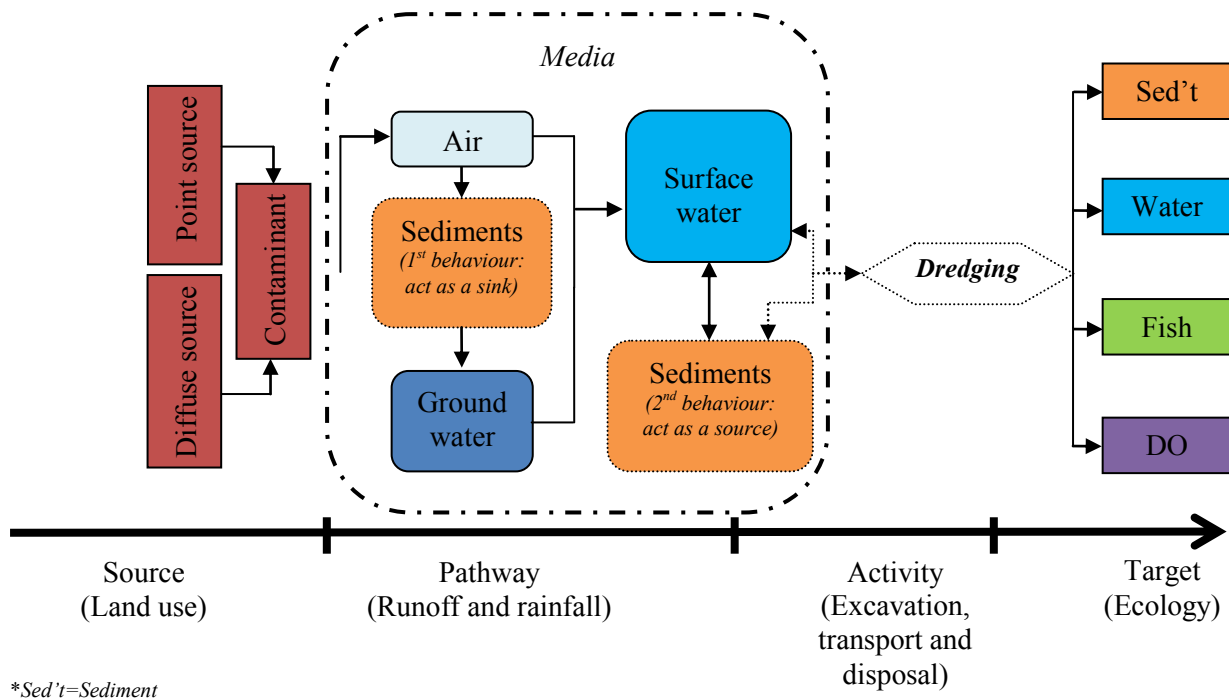 Media
Point source
Diffuse source
Contaminant
Air
Sediments
(1st behaviour:
act as a sink)
Ground
water
Surface
water
Sediments
(2nd behaviour:
act as a source)
Dredging
Sed’t
Water
Fish
DO
Source
(Land use)
Pathway
(Runoff and rainfall)
Activity
(Excavation,
transport and
disposal)
Target
(Ecology)
*Sed’t=Sediment